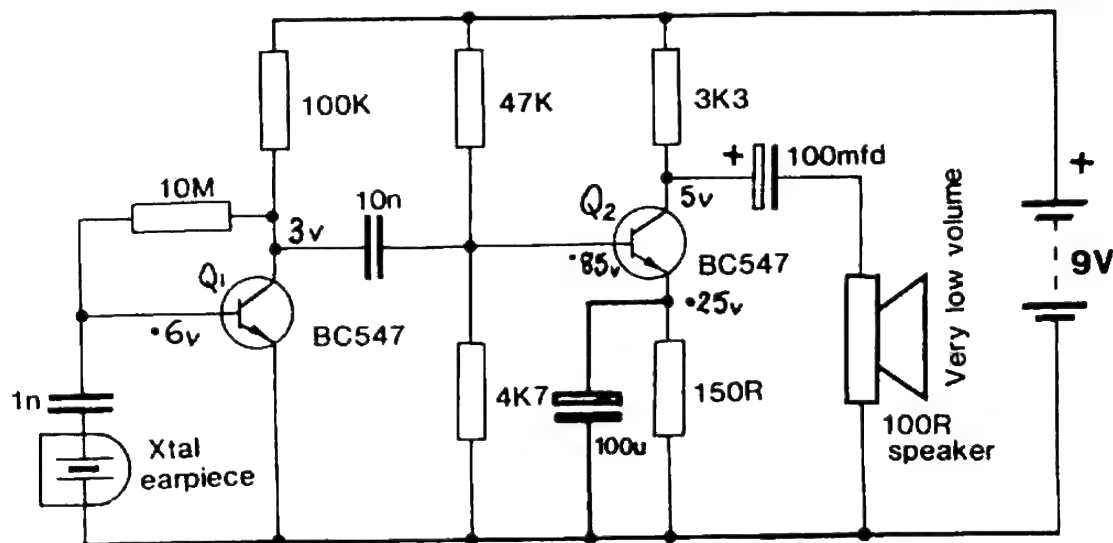 100K
47K
3K3
+
100mfd
10M
10n
Q2
5v
3v
·85v
BC547
Q1
·25v
·6v
BC547
9V
+
Very low volume
1n
4K7
150R
100u
100R
speaker
Xtal
earpiece